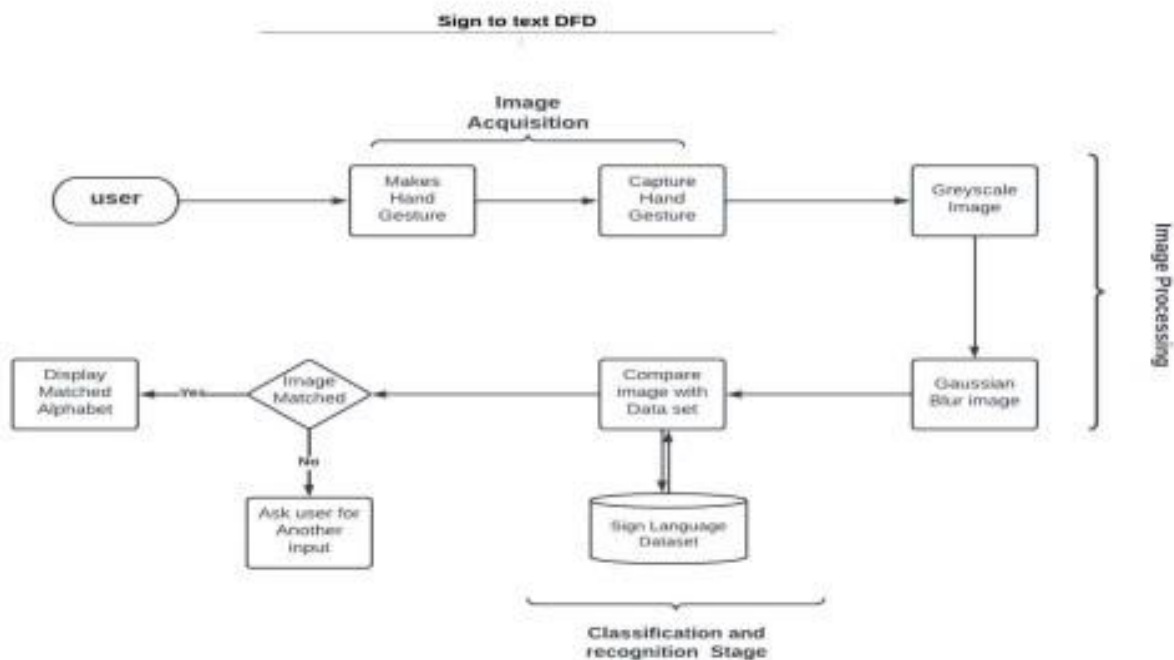 Sign to text DFD
Image
Acquisition
user
Makes
Hand
Gesture
Capture
Hand
Gesture
Greyscale
Image
Image Processing
Display
Matched
Alphabet
Yes
Image
Matched
Compare
image with
Data set
Gaussian
Blur image
No
Ask user for
Another
input
Sign Language
Dataset
Classification and
recognition Stage